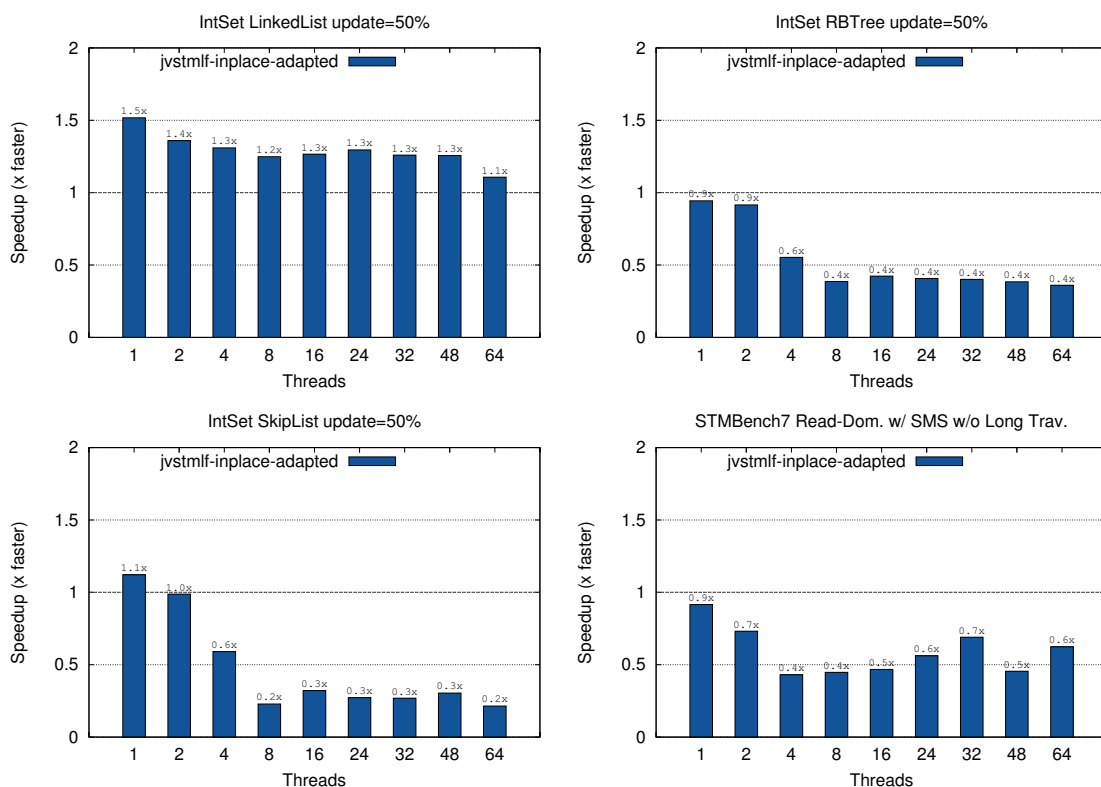 IntSet LinkedList update=50%
2
1.5
1
0.5
0
Speedup (x faster)
jvstmlf-inplace-adapted
1.5x 1.4x 1.3x 1.2x 1.3x 1.3x 1.3x 1.3x 1.1x
1 2 4 8 16 24 32 48 64
Threads
IntSet RBTree update=50%
2
1.5
1
0.5
0
Speedup (x faster)
jvstmlf-inplace-adapted
0.9x 0.9x 0.6x 0.4x 0.4x 0.4x 0.4x 0.4x 0.4x
1 2 4 8 16 24 32 48 64
Threads
IntSet SkipList update=50%
2
1.5
1
0.5
0
Speedup (x faster)
jvstmlf-inplace-adapted
1.1x 1.0x 0.6x 0.2x 0.3x 0.3x 0.3x 0.3x 0.2x
1 2 4 8 16 24 32 48 64
Threads
STMBench7 Read-Dom. w/ SMS w/o Long Trav.
2
1.5
1
0.5
0
Speedup (x faster)
jvstmlf-inplace-adapted
0.9x 0.7x 0.4x 0.4x 0.5x 0.6x 0.7x 0.5x 0.6x
1 2 4 8 16 24 32 48 64
Threads